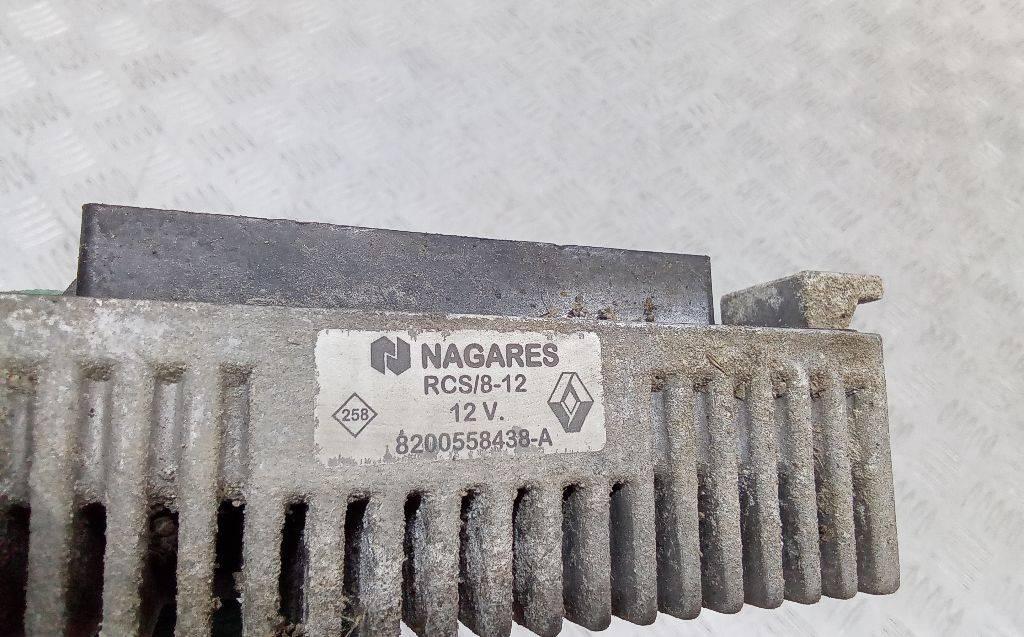 NAGARES
RCS/8-12
258
12 V.
8200558438-A